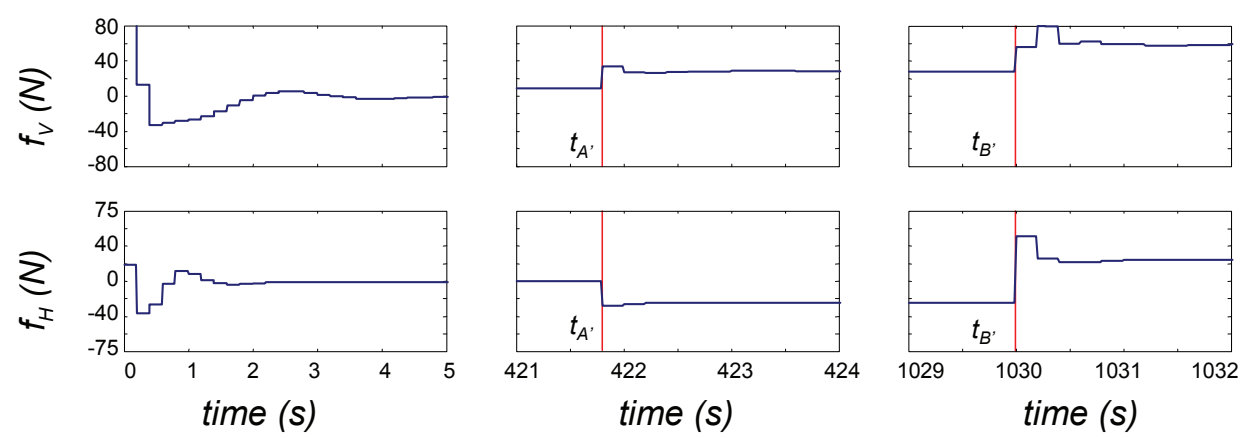 f_V (N)
80
40
0
-40
-80
t_A'
t_B'
f_H (N)
75
40
0
-40
-75
t_A'
t_B'
0 1 2 3 4 5
421 422 423 424
1029 1030 1031 1032
time (s)
time (s)
time (s)